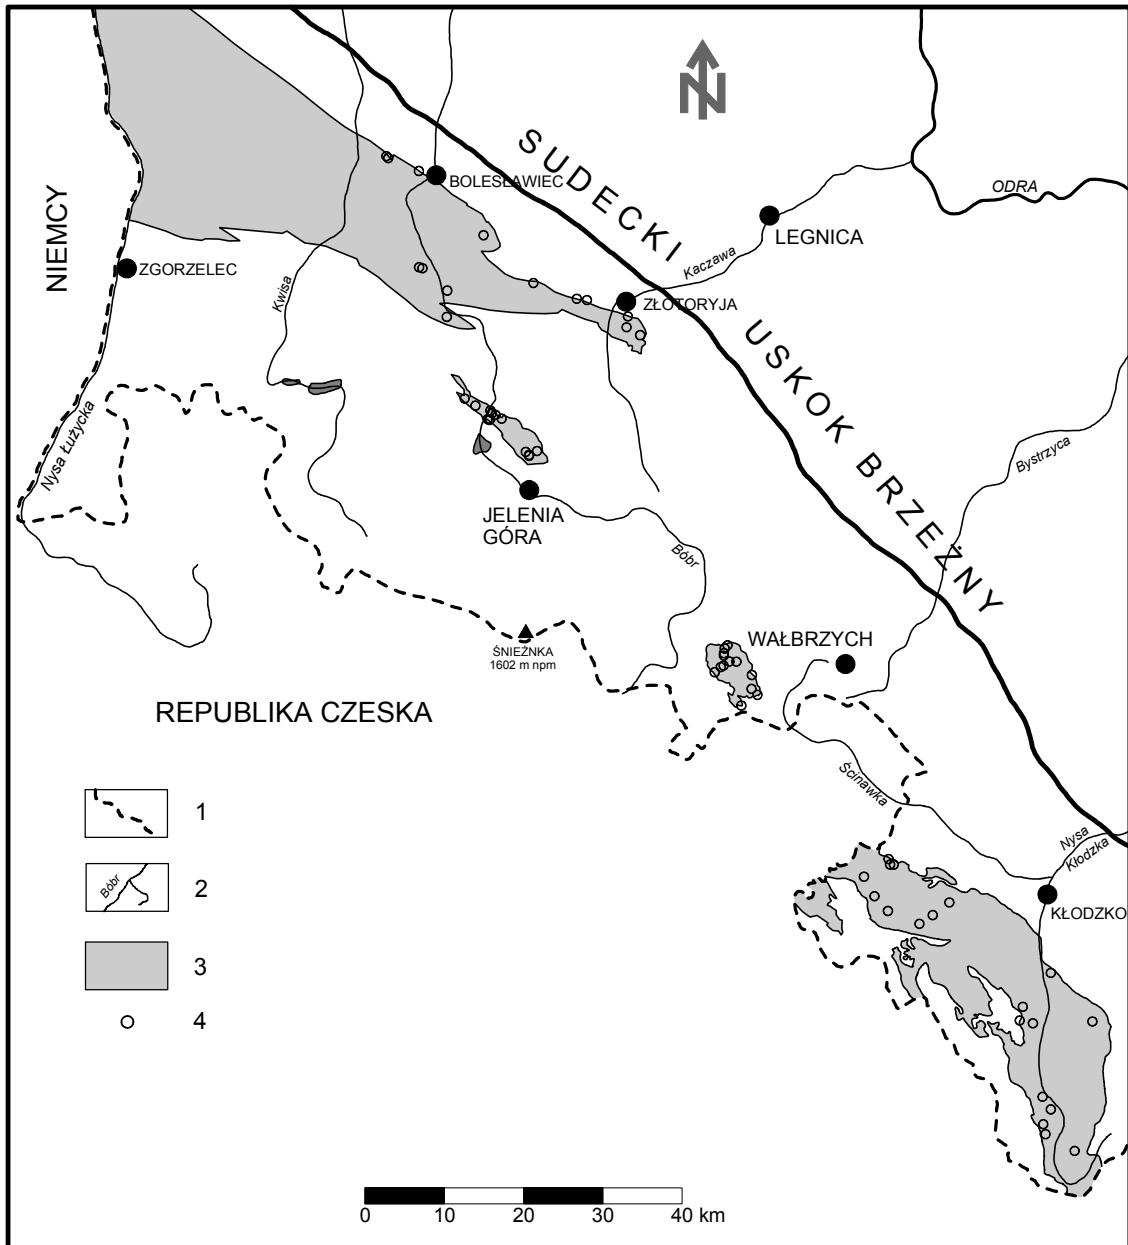 N
SUDECKI USKOK BRZEŻNY
ODRA
BOLESŁAWIEC
NIEMCY
LEGNICA
Kaczawa
ZGORZELEC
Kwisa
ZŁOTORYJA
Nysa Łużycka
Bystrzyca
JELENIA
GÓRA
Bóbr
ŚNIEŻNKA
1602 m npm
WAŁBRZYCH
REPUBLIKA CZESKA
Ścinawka
Nysa
Kłodzka
KŁODZKO
1
Bóbr
2
3
4
0 10 20 30 40 km